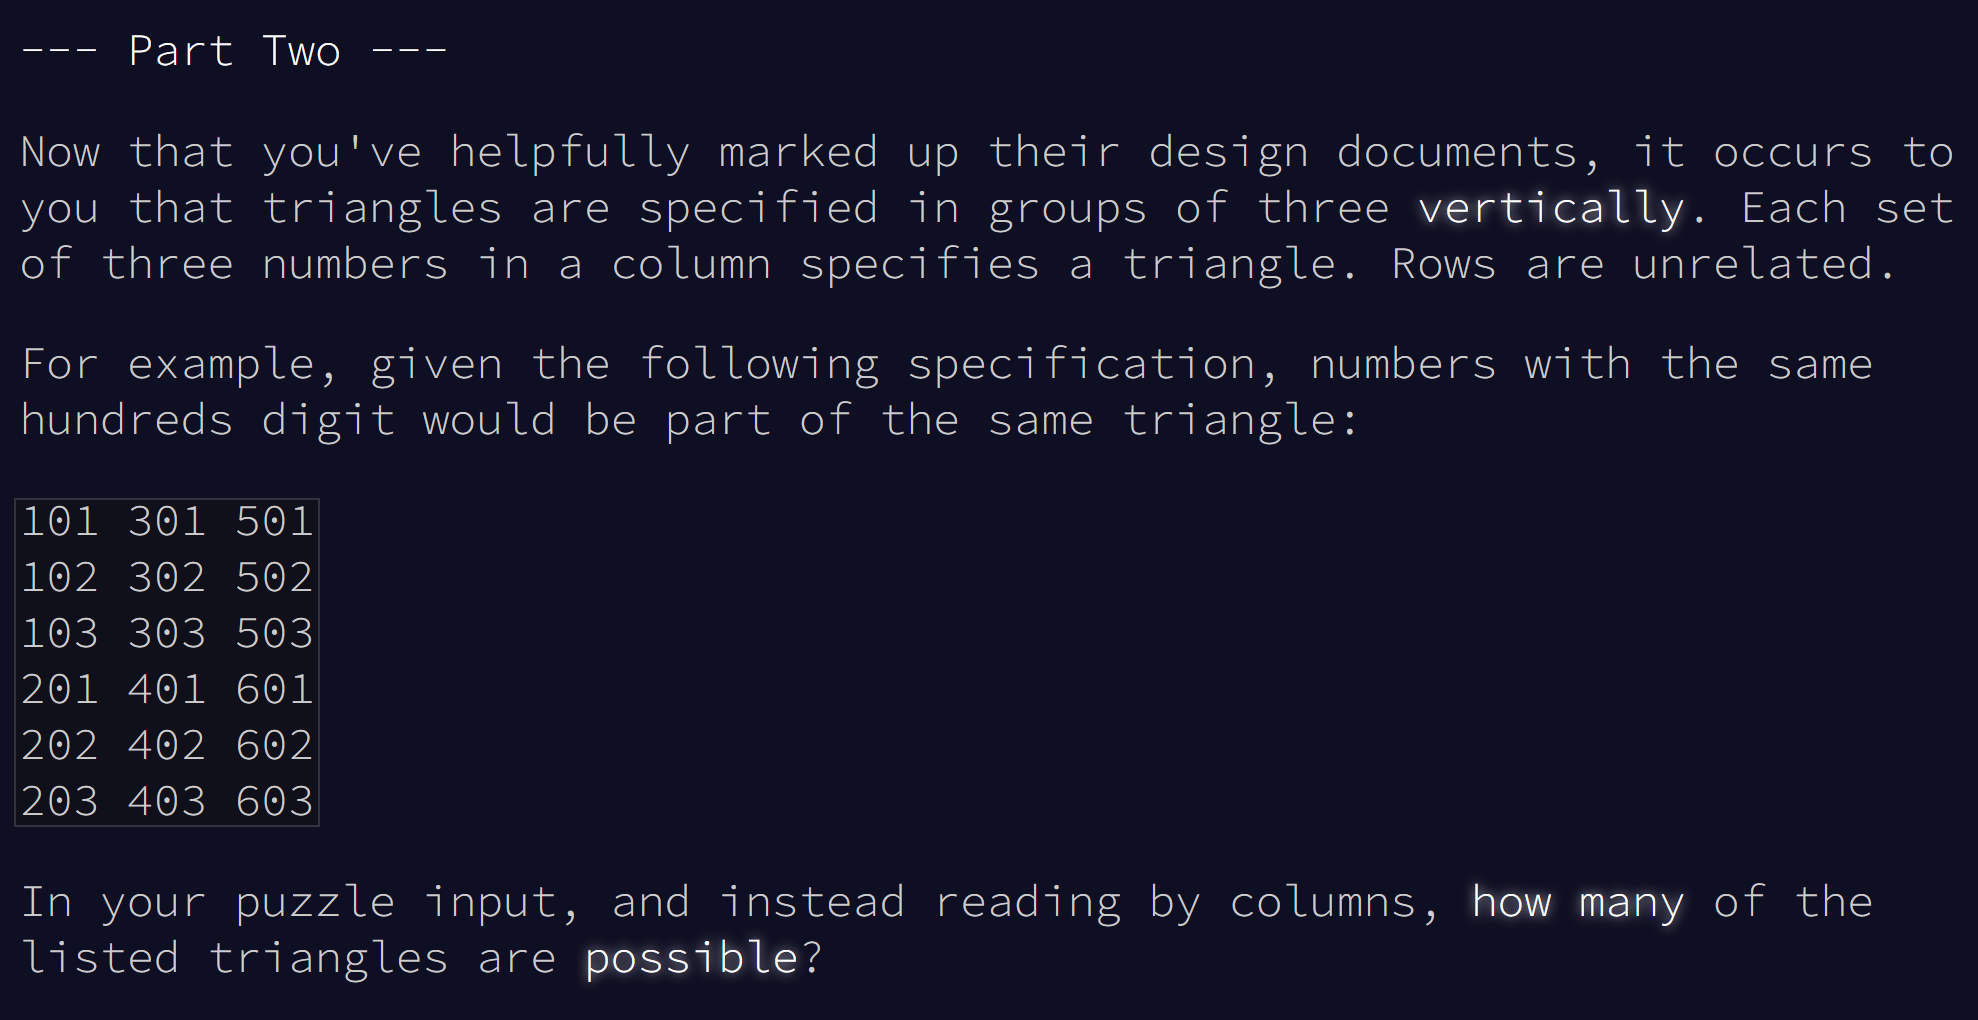 --- Part Two ---
Now that you've helpfully marked up their design documents, it occurs to
you that triangles are specified in groups of three vertically. Each set
of three numbers in a column specifies a triangle. Rows are unrelated.
For example, given the following specification, numbers with the same
hundreds digit would be part of the same triangle:
101 301 501
102 302 502
103 303 503
201 401 601
202 402 602
203 403 603
In your puzzle input, and instead reading by columns, how many of the
listed triangles are possible?